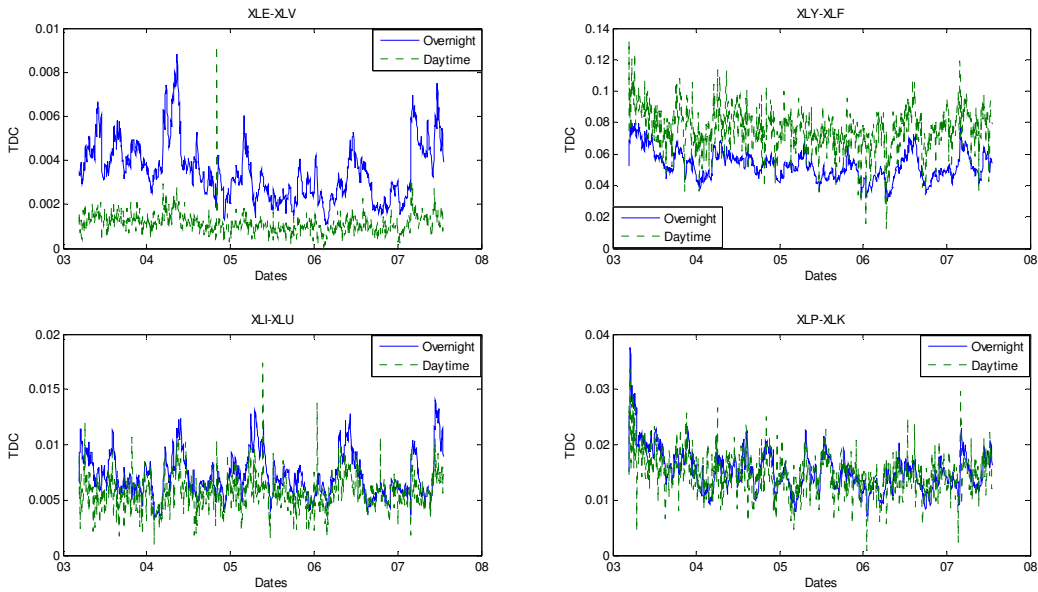 XLE-XLV
0.01
0.008
0.006
0.004
0.002
0
TDC
03 04 05 06 07 08
Dates
Overnight
Daytime
XLY-XLF
0.14
0.12
0.1
0.08
0.06
0.04
0.02
0
TDC
03 04 05 06 07 08
Dates
Overnight
Daytime
XLI-XLU
0.02
0.015
0.01
0.005
0
TDC
03 04 05 06 07 08
Dates
Overnight
Daytime
XLP-XLK
0.04
0.03
0.02
0.01
0
TDC
03 04 05 06 07 08
Dates
Overnight
Daytime